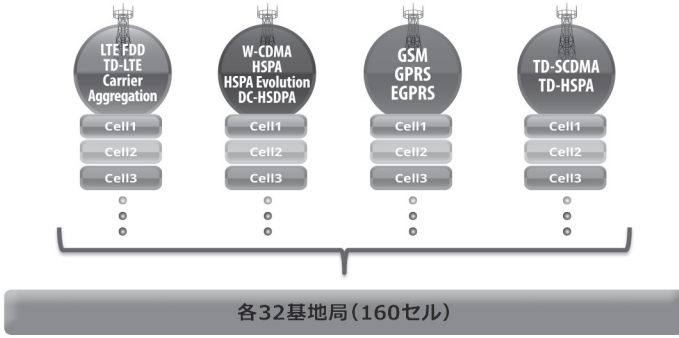 LTE FDD
TD-LTE
Carrier
Aggregation
Cell1
Cell2
Cell3
W-CDMA
HSPA
HSPA Evolution
DC-HSDPA
Cell1
Cell2
Cell3
GSM
GPRS
EGPRS
Cell1
Cell2
Cell3
TD-SCDMA
TD-HSPA
Cell1
Cell2
Cell3
各32基地局（160セル）